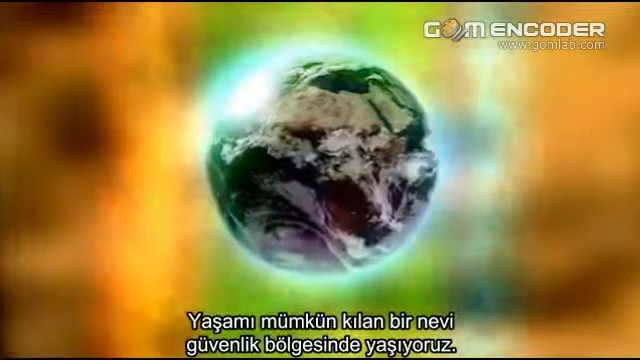 GOM ENCODER
www.gomlab.com
Yaşamı mümkün kılan bir nevi
güvenlik bölgesinde yaşıyoruz.